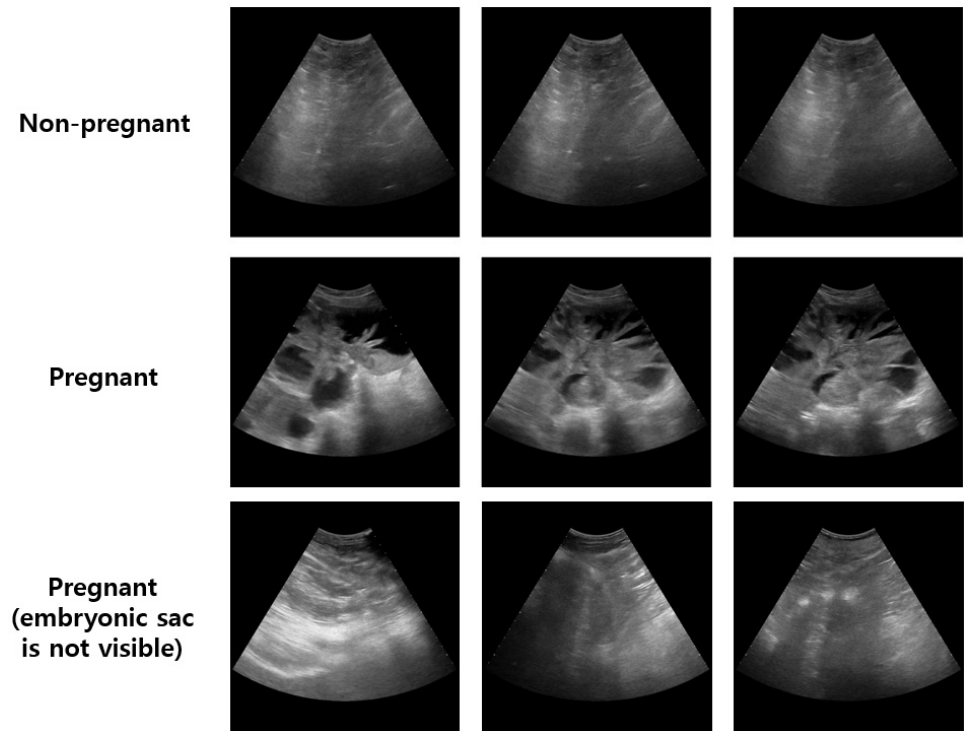 Non-pregnant
Pregnant
Pregnant
(embryonic sac
is not visible)